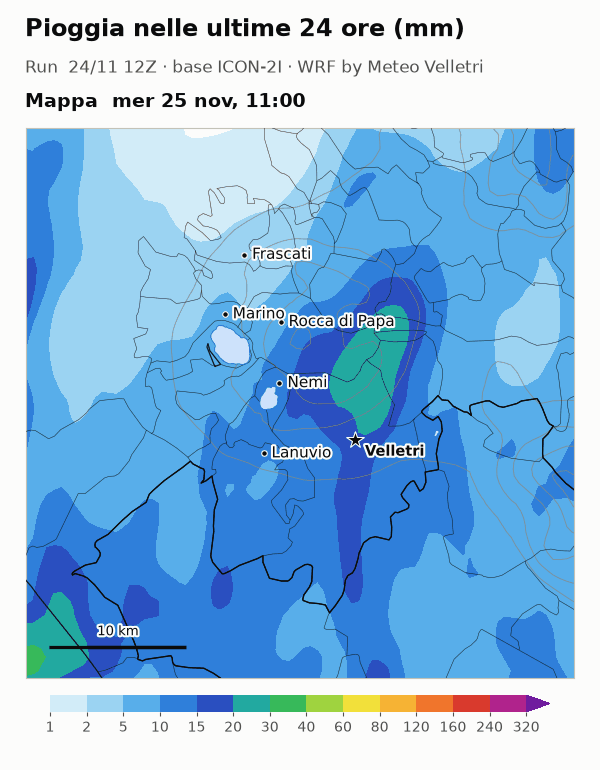 Pioggia nelle ultime 24 ore (mm)
Run  24/11 12Z · base ICON-2I · WRF by Meteo Velletri
Mappa  mer 25 nov, 11:00
Frascati
Marino
Rocca di Papa
Nemi
Velletri
Lanuvio
10 km
1 2 5 10 15 20 30 40 60 80 120 160 240 320